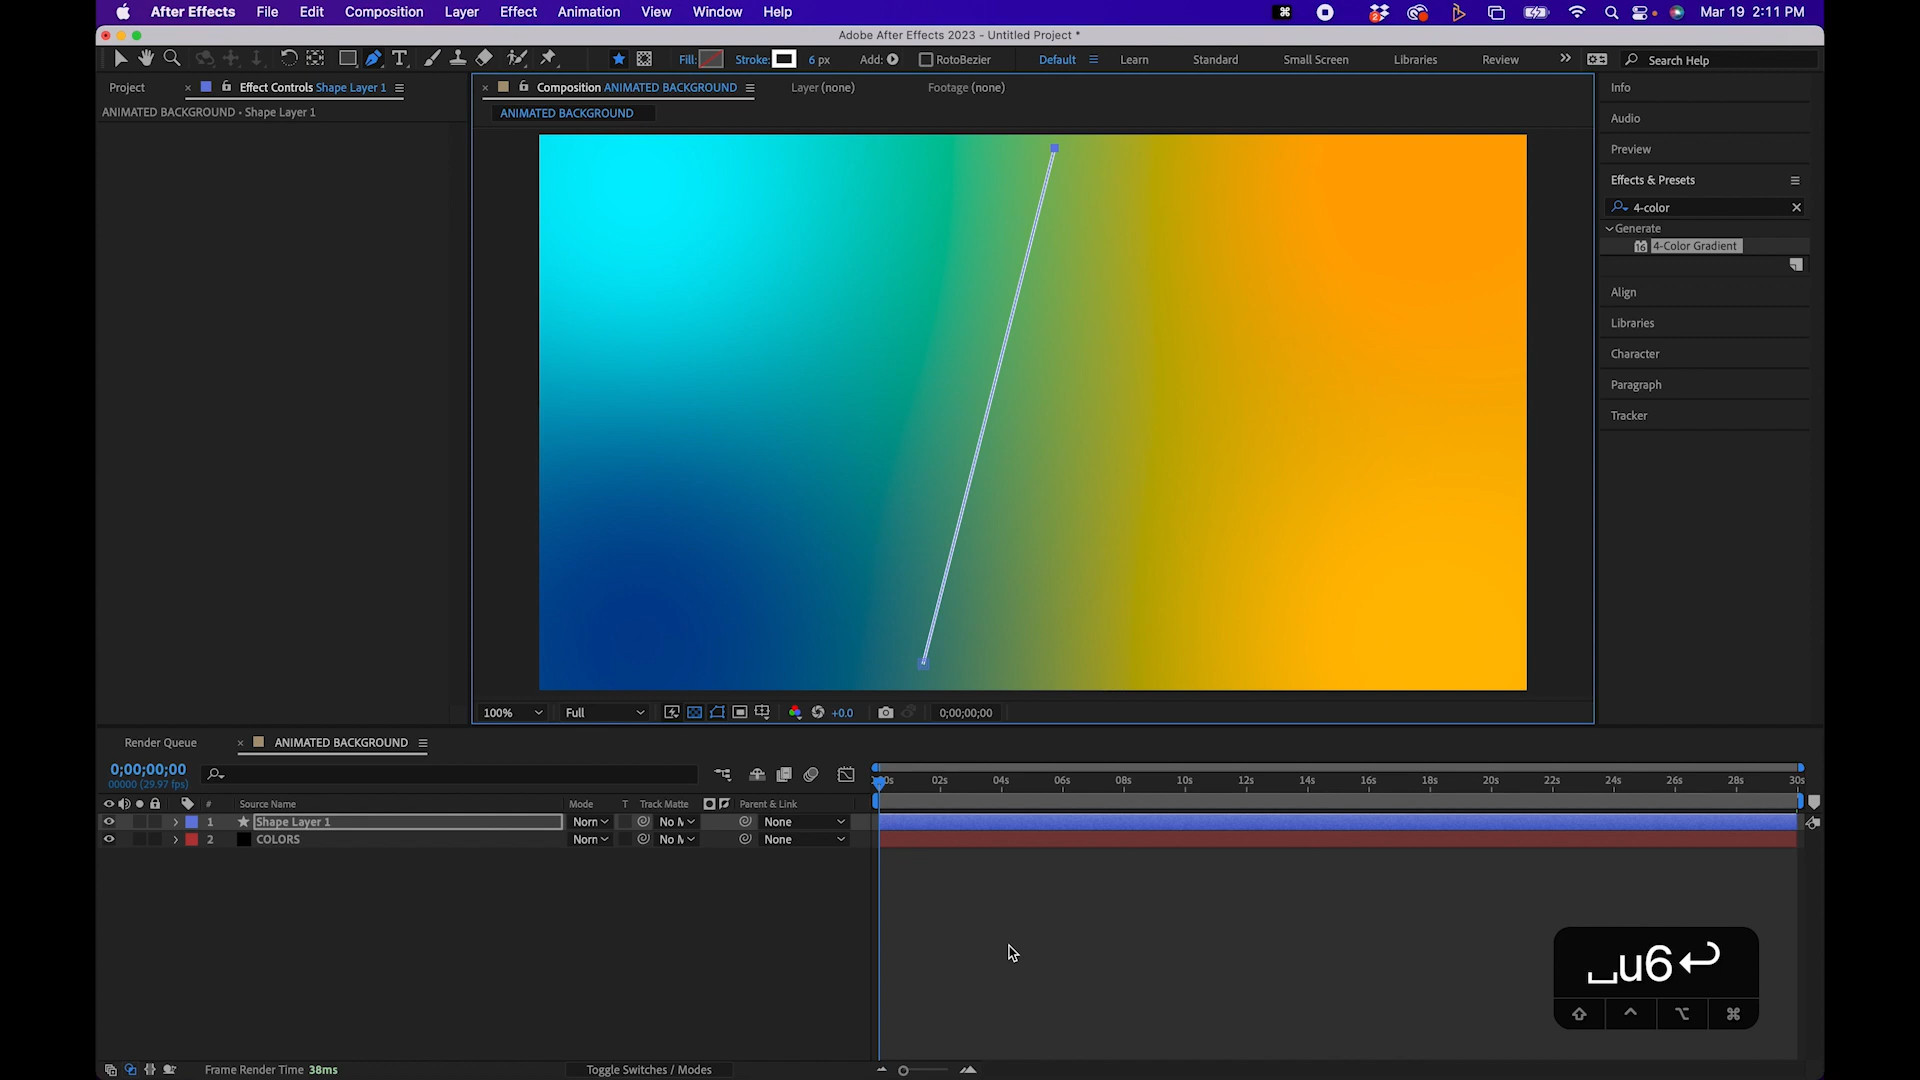 After Effects File Edit Composition Layer Effect Animation View Window Help Mar 19 2:11 PM
Adobe After Effects 2023 - Untitled Project *
Fill: Stroke: 6 px Add: RotoBezier Default Learn Standard Small Screen Libraries Review Search Help
Project Effect Controls Shape Layer 1 Composition ANIMATED BACKGROUND Layer (none) Footage (none) Info
ANIMATED BACKGROUND • Shape Layer 1
ANIMATED BACKGROUND
Audio
Preview
Effects & Presets
4-color
Generate
16 4-Color Gradient
Align
Libraries
Character
Paragraph
Tracker
100% Full +0.0 0;00;00;00
Render Queue ANIMATED BACKGROUND
0;00;00;00
00000 (29.97 fps)
02s 04s 06s 08s 10s 12s 14s 16s 18s 20s 22s 24s 26s 28s 30s
# Source Name Mode T Track Matte Parent & Link
1 Shape Layer 1 Norn No M None
2 COLORS Norn No M None
u6
Frame Render Time 38ms Toggle Switches / Modes